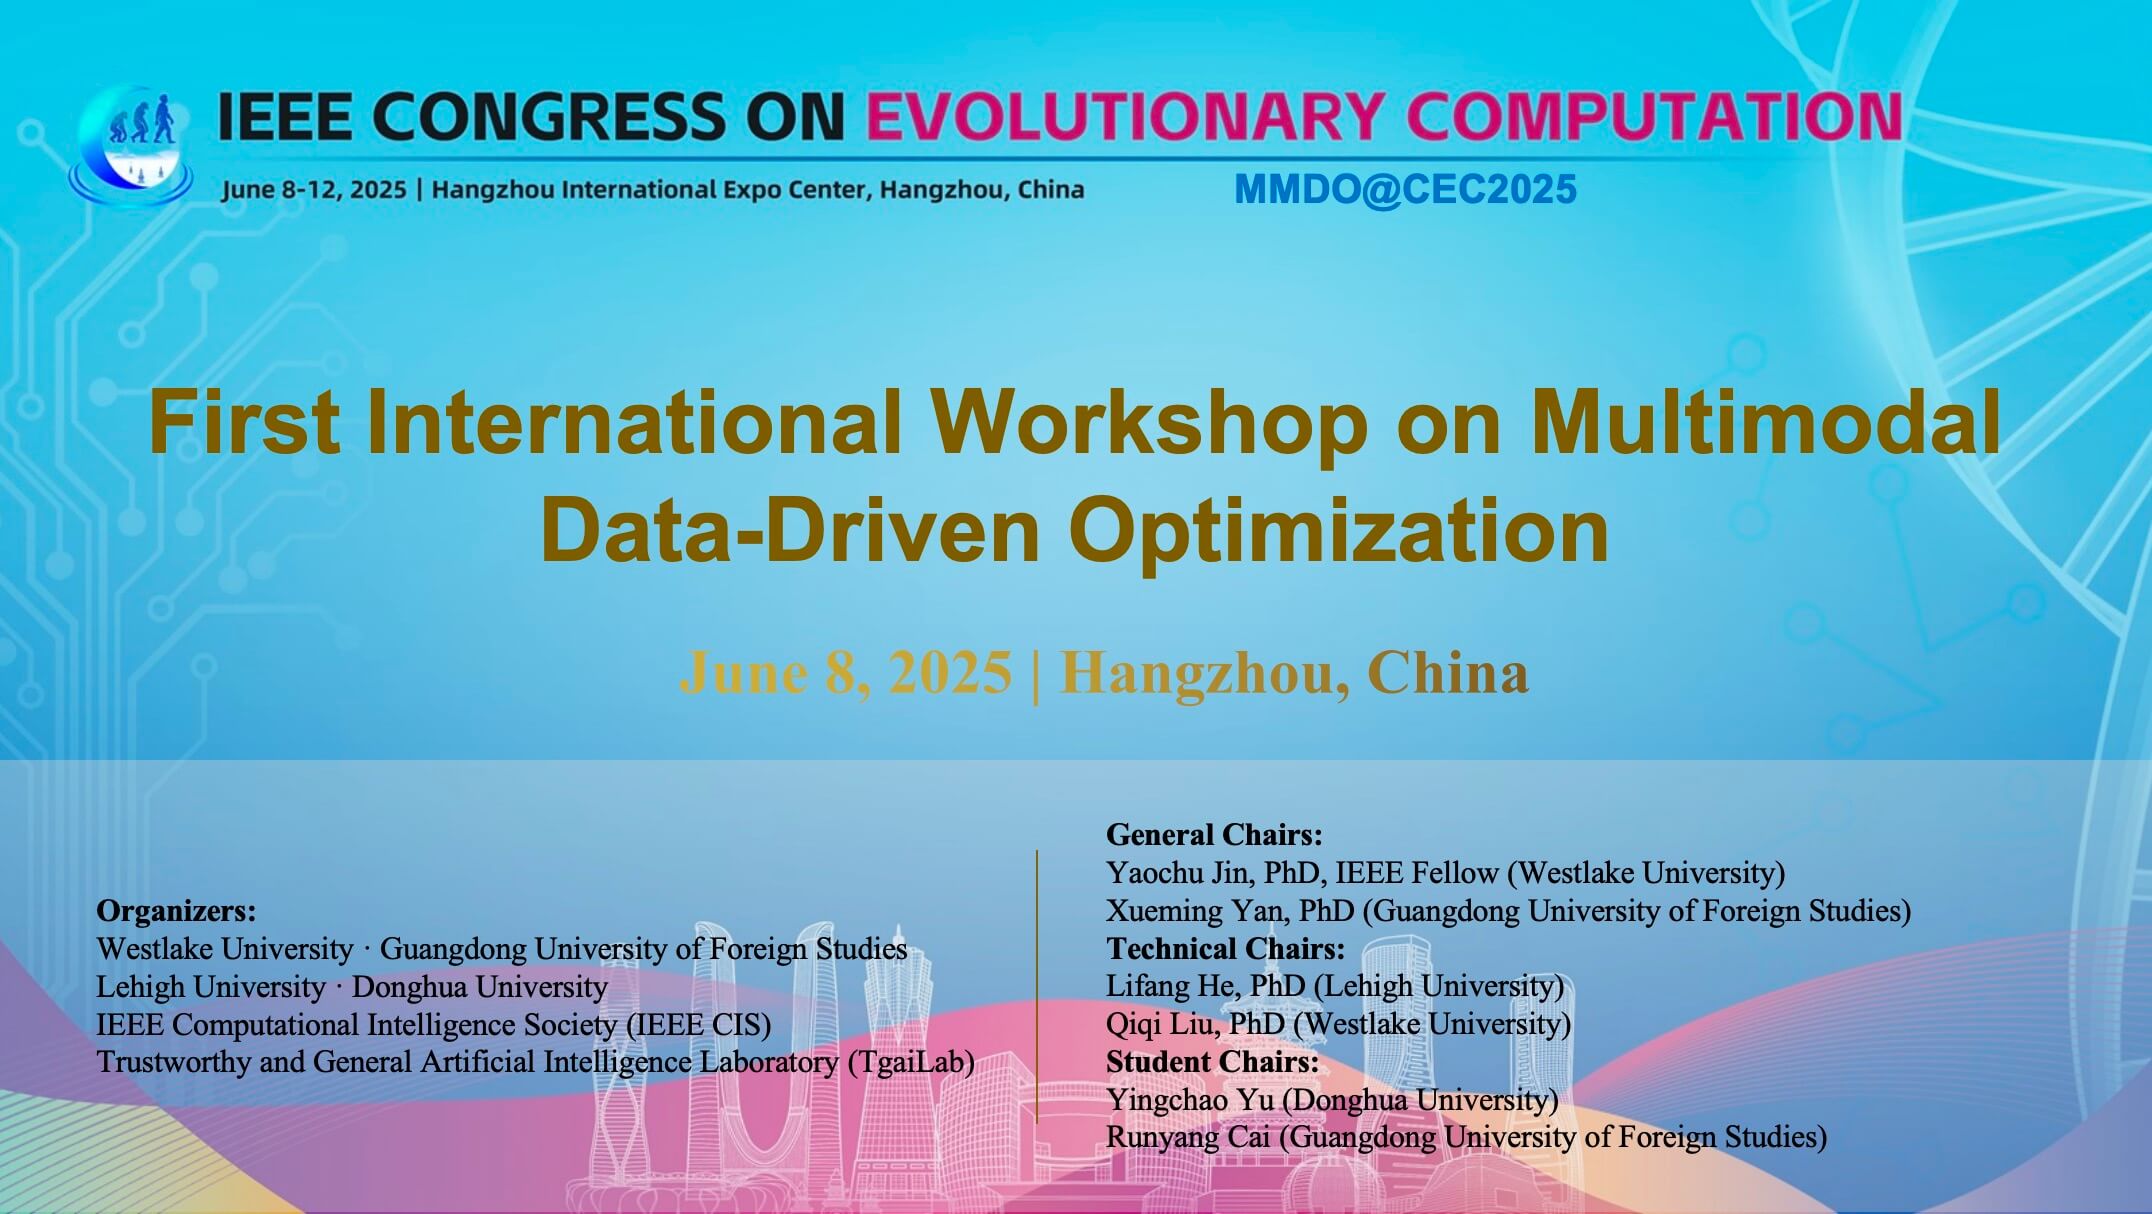 IEEE CONGRESS ON EVOLUTIONARY COMPUTATION
June 8-12, 2025 | Hangzhou International Expo Center, Hangzhou, China
MMDO@CEC2025
First International Workshop on Multimodal
Data-Driven Optimization
June 8, 2025 | Hangzhou, China
Organizers:
Westlake University · Guangdong University of Foreign Studies
Lehigh University · Donghua University
IEEE Computational Intelligence Society (IEEE CIS)
Trustworthy and General Artificial Intelligence Laboratory (TgaiLab)
General Chairs:
Yaochu Jin, PhD, IEEE Fellow (Westlake University)
Xueming Yan, PhD (Guangdong University of Foreign Studies)
Technical Chairs:
Lifang He, PhD (Lehigh University)
Qiqi Liu, PhD (Westlake University)
Student Chairs:
Yingchao Yu (Donghua University)
Runyang Cai (Guangdong University of Foreign Studies)